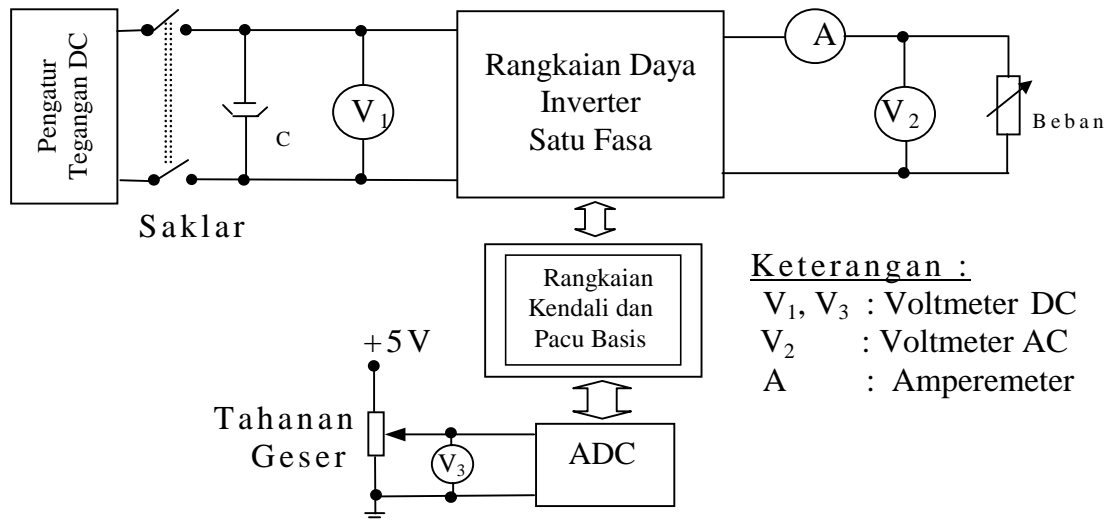 Pengatur
Tegangan DC
Saklar
C
V₁
Rangkaian Daya
Inverter
Satu Fasa
A
V₂
Beban
Rangkaian
Kendali dan
Pacu Basis
+5V
Tahanan
Geser
V₃
ADC
Keterangan :
V₁, V₃ : Voltmeter DC
V₂ : Voltmeter AC
A : Amperemeter